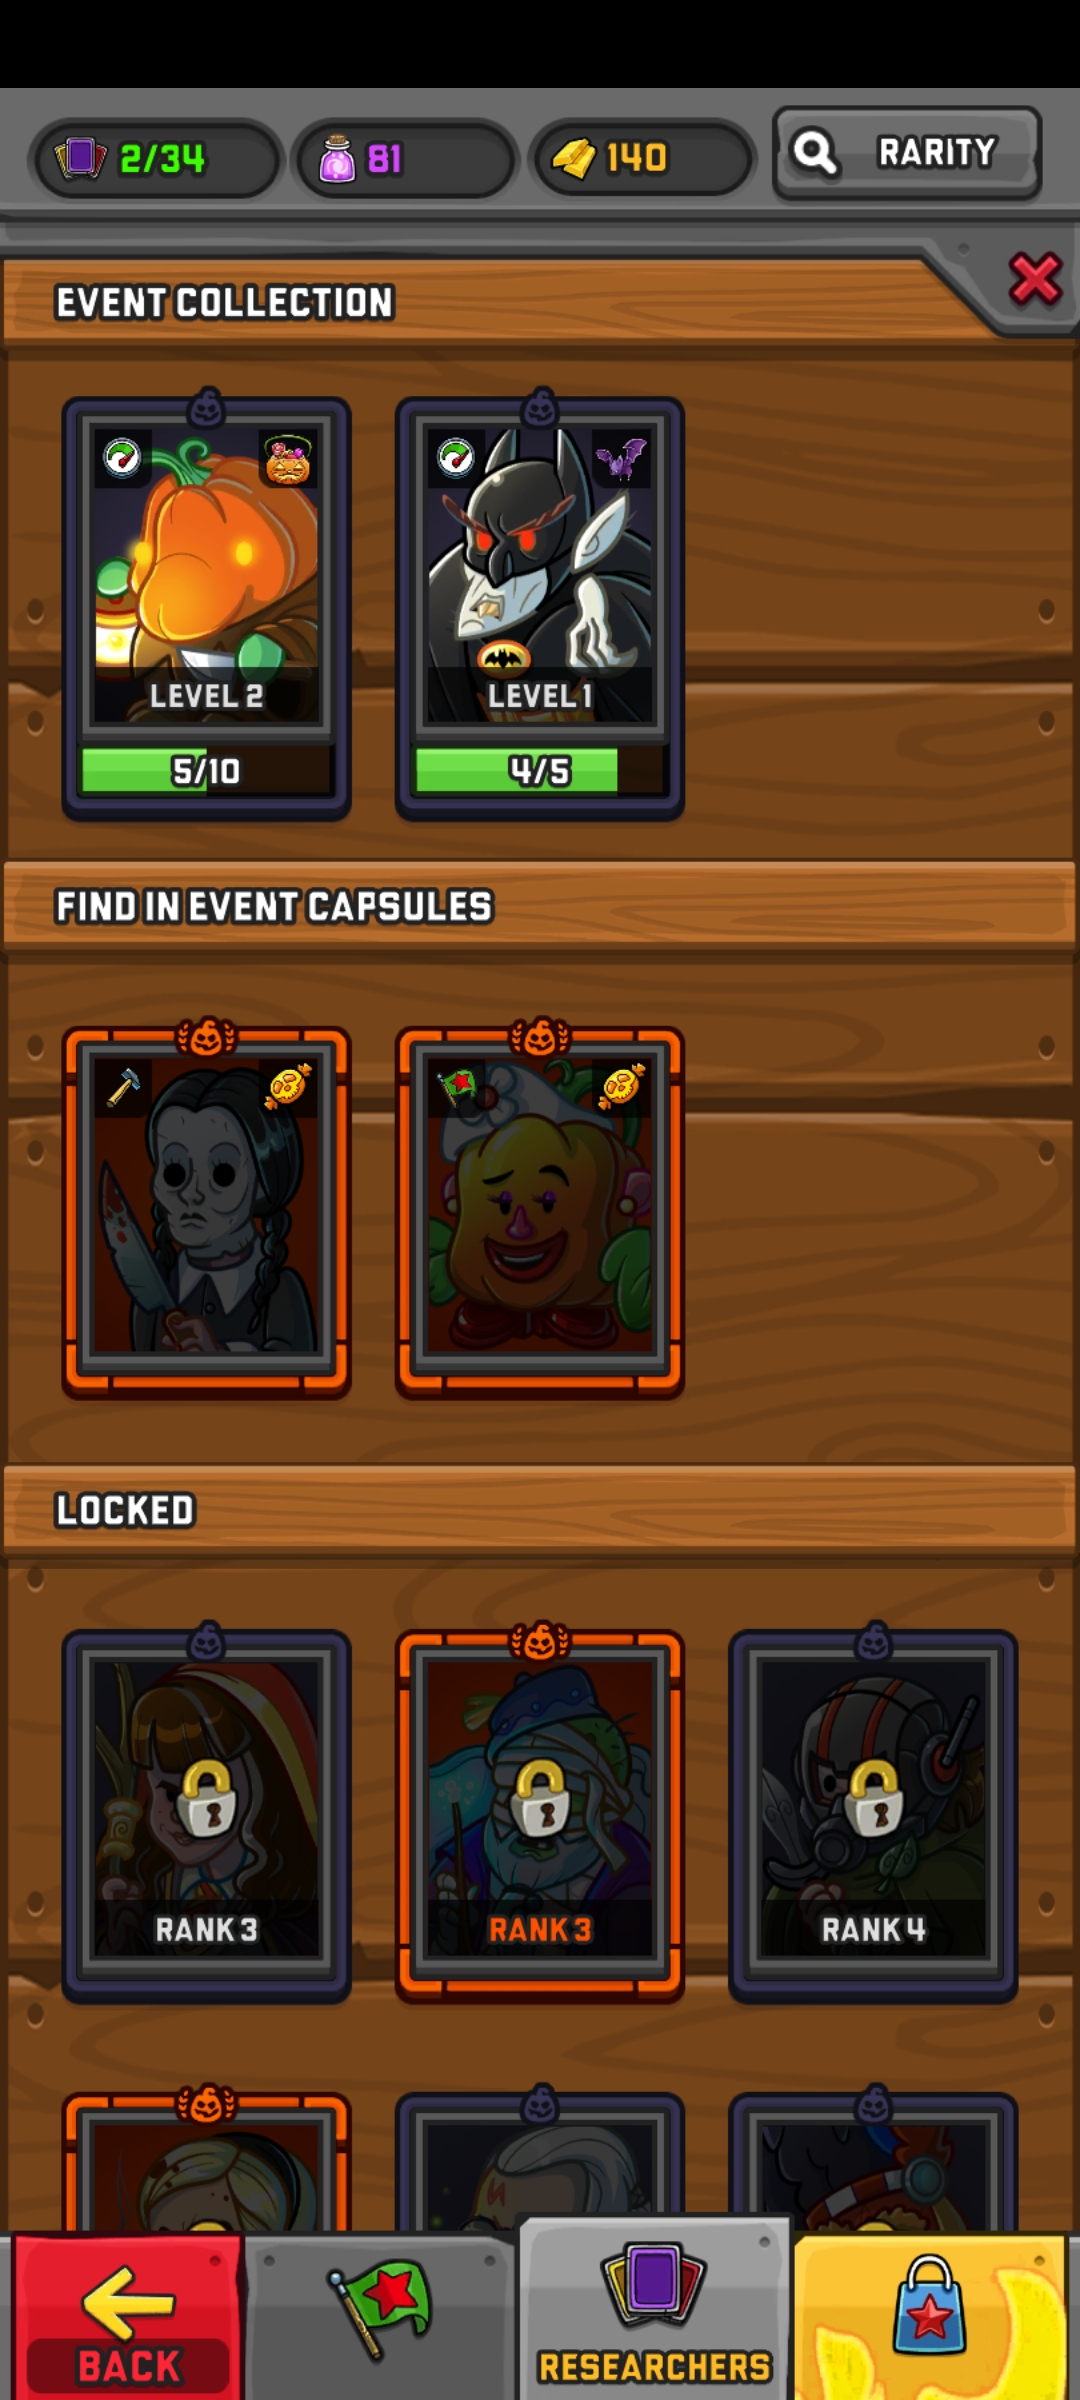 2/34
81
140
RARITY
EVENT COLLECTION
LEVEL 2
LEVEL 1
5/10
4/5
FIND IN EVENT CAPSULES
LOCKED
RANK 3
RANK 3
RANK 4
BACK
RESEARCHERS